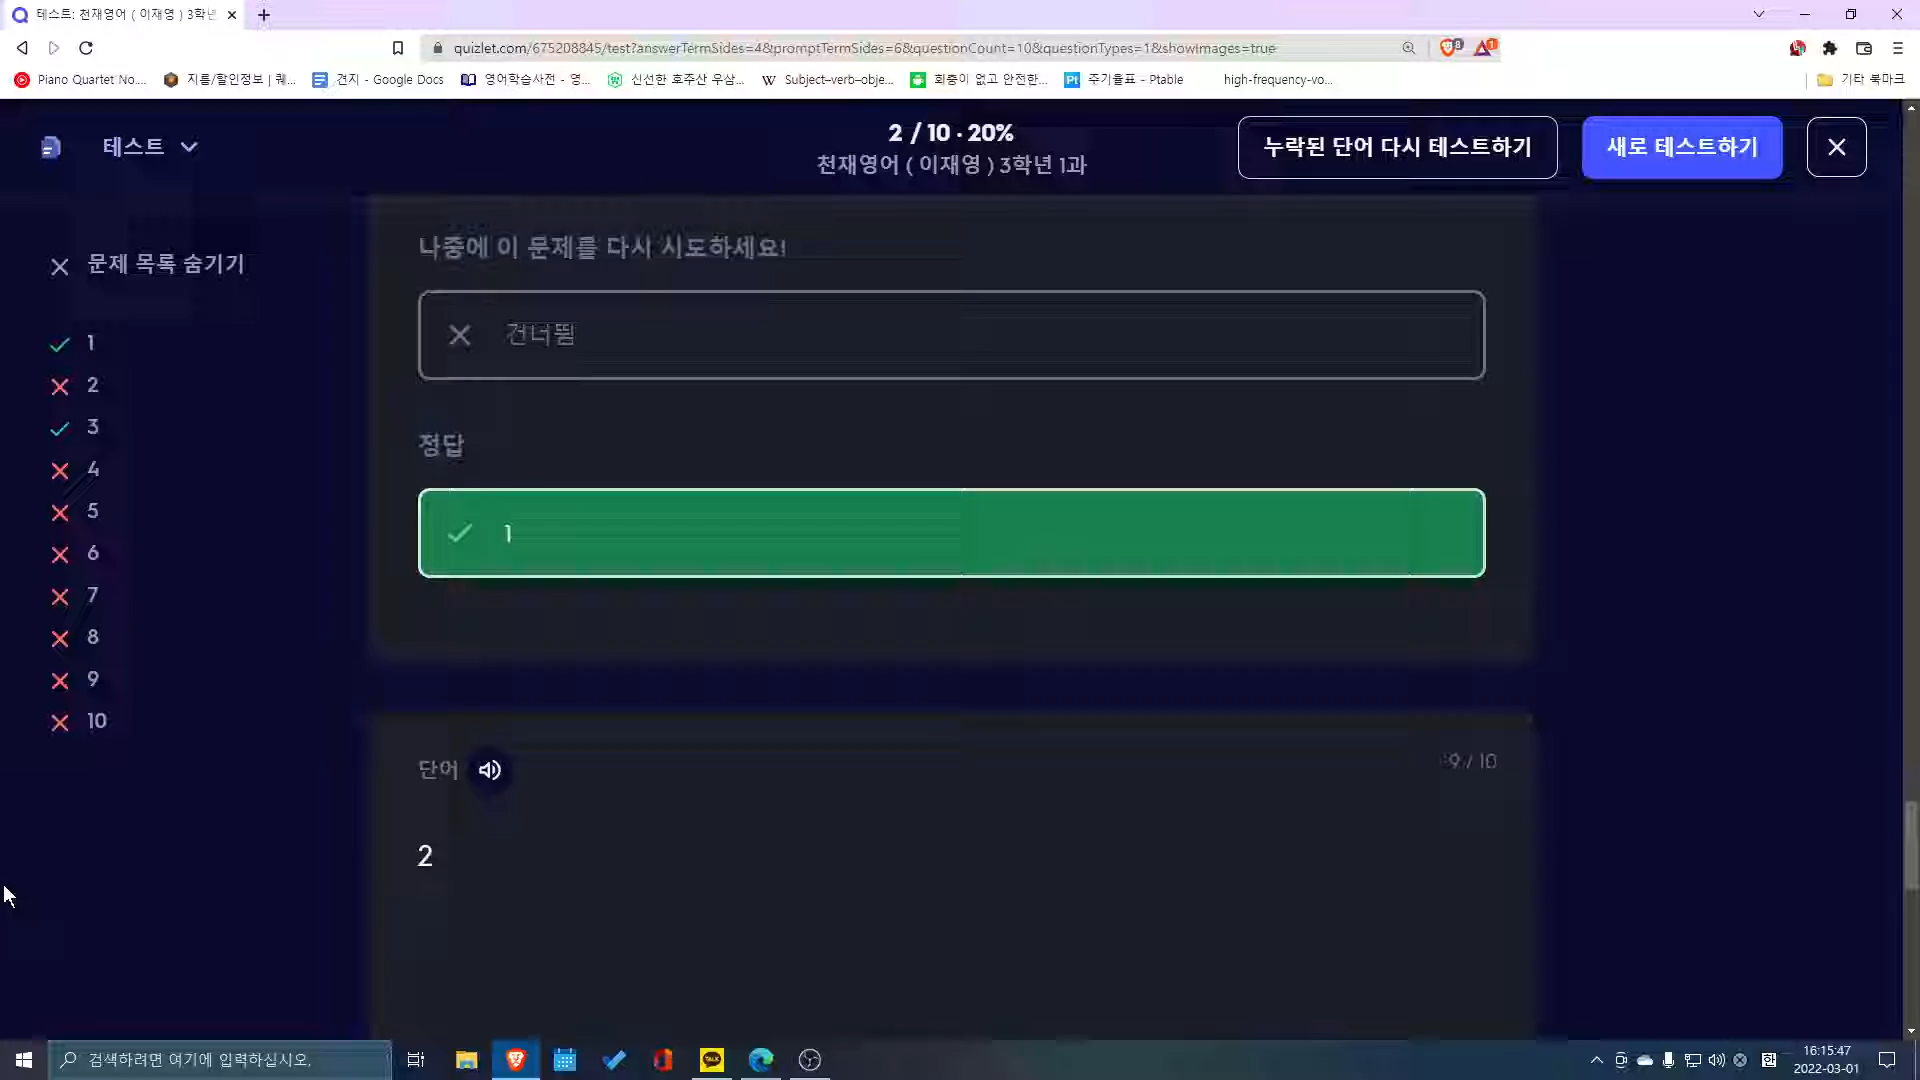 테스트: 천재영어 ( 이재영 ) 3학년
quizlet.com/675208845/test?answerTermSides=4&promptTermSides=6&questionCount=10&questionTypes=1&showImages=true
8
1
Piano Quartet No....
지름/할인정보 | 퀘...
견지 - Google Docs
영어학습사전 - 영...
신선한 호주산 우삼...
Subject–verb–obje...
회충이 없고 안전한...
주기율표 - Ptable
high-frequency-vo...
기타 북마크
테스트
2 / 10 · 20%
천재영어 ( 이재영 ) 3학년 1과
누락된 단어 다시 테스트하기
새로 테스트하기
문제 목록 숨기기
1
2
3
4
5
6
7
8
9
10
나중에 이 문제를 다시 시도하세요!
건너뜀
정답
1
단어
9 / 10
2
검색하려면 여기에 입력하십시오.
TALK
한
16:15:47
2022-03-01